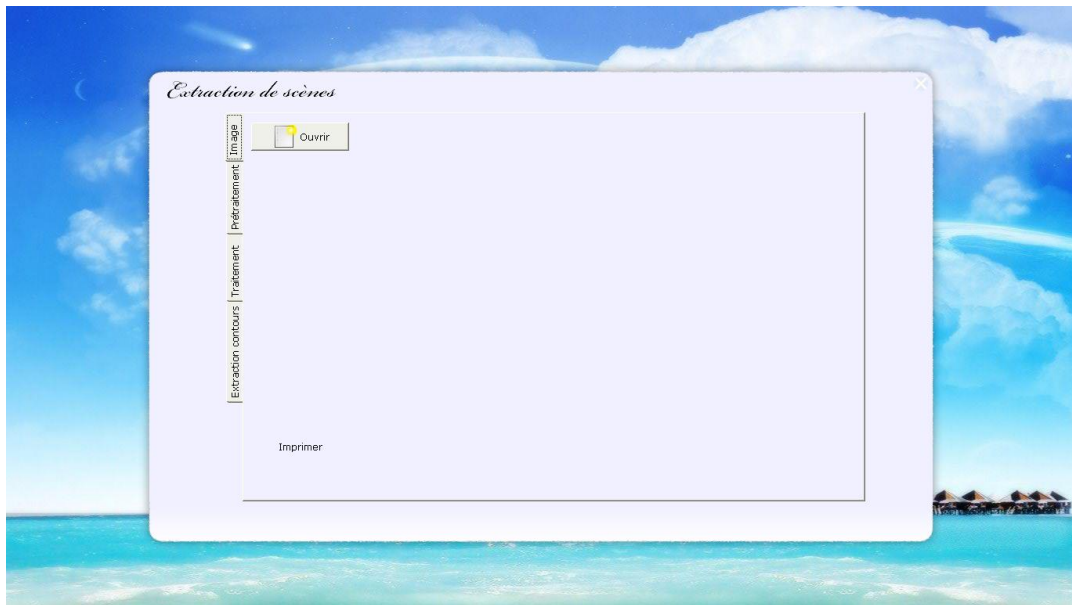 Extraction de scènes
Image
Ouvrir
Prétraitement
Traitement
Extraction contours
Imprimer